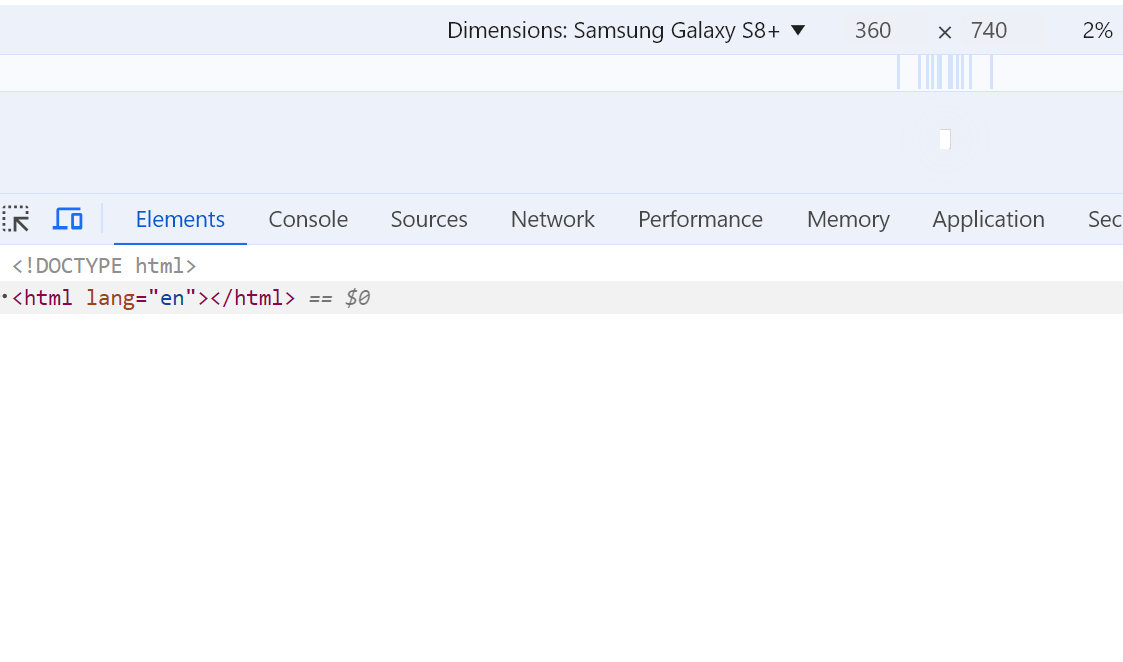 Dimensions: Samsung Galaxy S8+ ▼ 360 × 740 2%
Elements Console Sources Network Performance Memory Application Sec
<!DOCTYPE html>
<html lang="en"></html> == $0